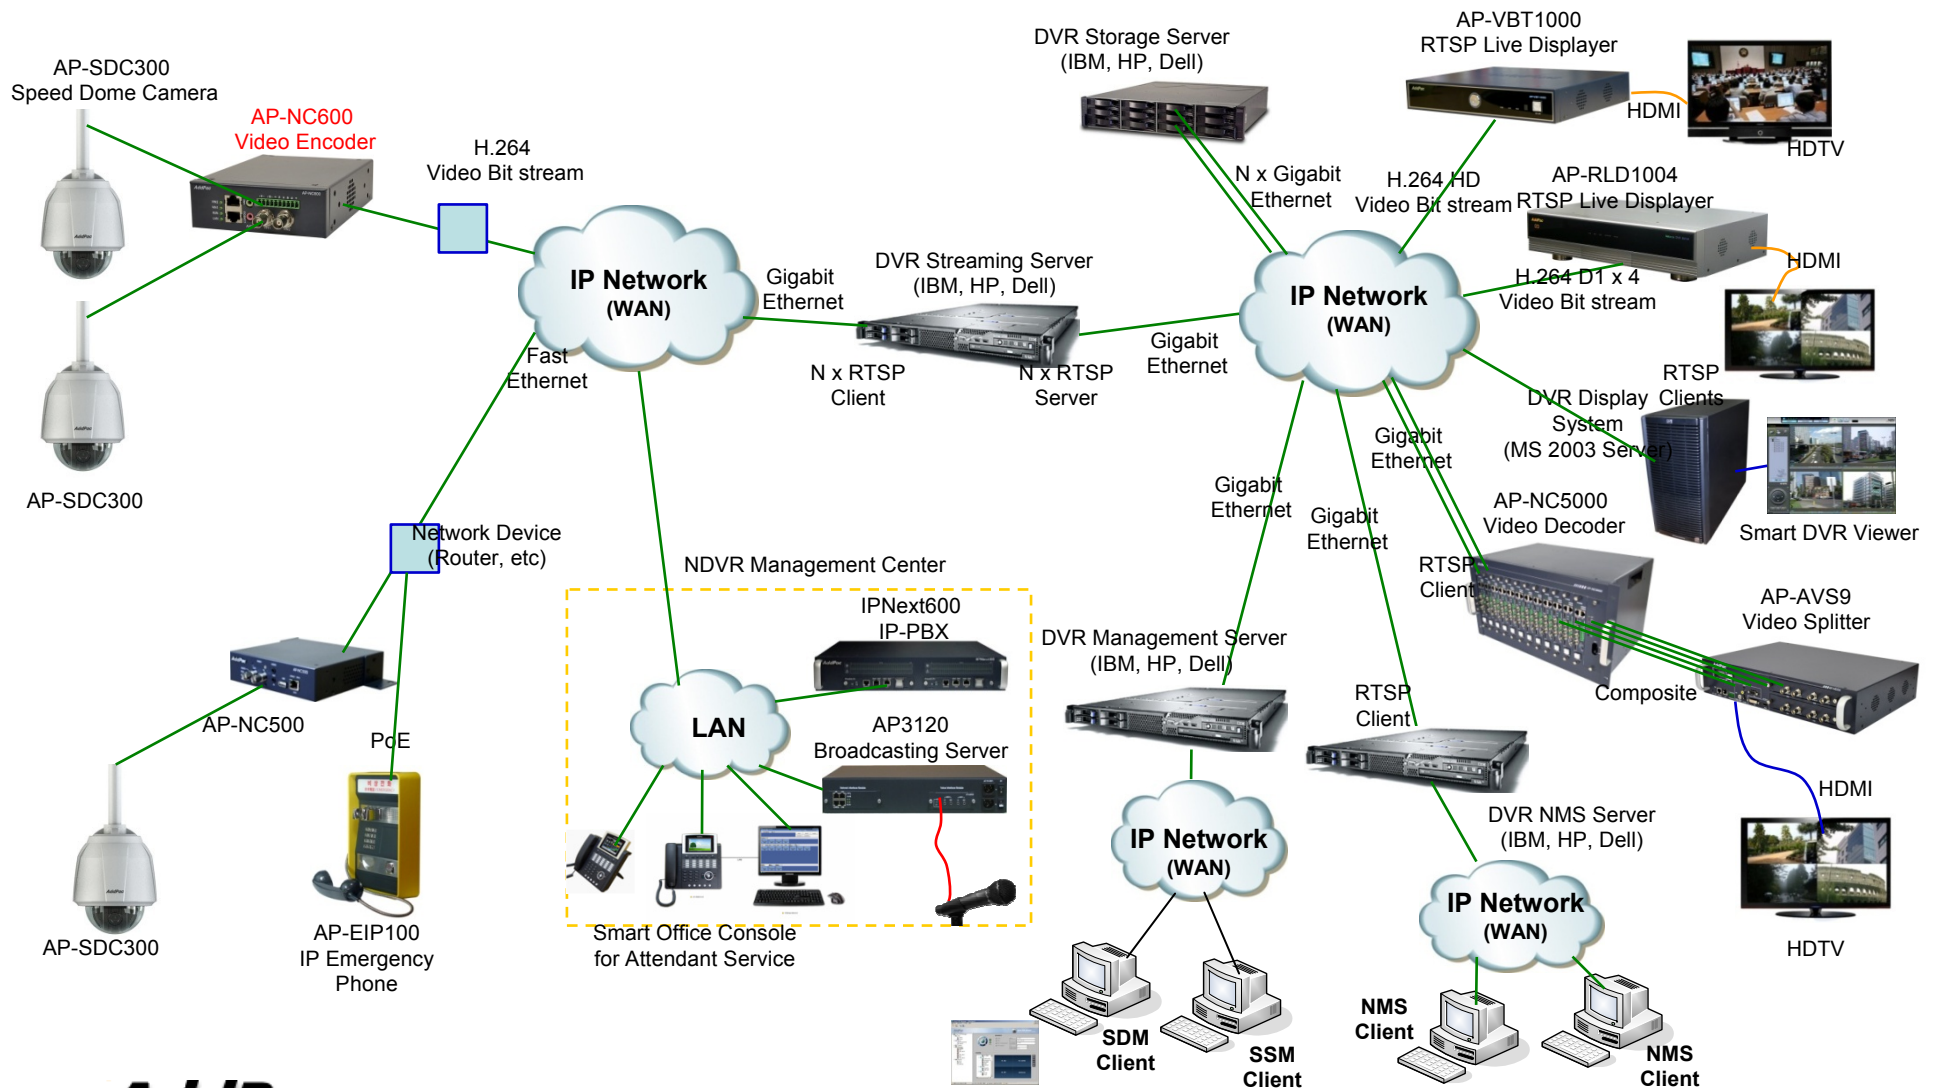 AP-SDC300
Speed Dome Camera
AP-NC600
Video Encoder
H.264
Video Bit stream
DVR Storage Server
(IBM, HP, Dell)
AP-VBT1000
RTSP Live Displayer
HDMI
HDTV
N x Gigabit
Ethernet
H.264 HD
Video Bit stream
AP-RLD1004
RTSP Live Displayer
HDMI
H.264 D1 x 4
Video Bit stream
IP Network
(WAN)
Gigabit
Ethernet
DVR Streaming Server
(IBM, HP, Dell)
N x RTSP
Client
N x RTSP
Server
Gigabit
Ethernet
IP Network
(WAN)
Fast
Ethernet
AP-SDC300
RTSP
Clients
DVR Display
System
(MS 2003 Server)
Smart DVR Viewer
Gigabit
Ethernet
Gigabit
Ethernet
Gigabit
Ethernet
AP-NC5000
Video Decoder
RTSP
Client
Network Device
(Router, etc)
NDVR Management Center
IPNext600
IP-PBX
LAN
AP3120
Broadcasting Server
Smart Office Console
for Attendant Service
AP-NC500
PoE
AP-SDC300
AP-EIP100
IP Emergency
Phone
DVR Management Server
(IBM, HP, Dell)
RTSP
Client
AP-AVS9
Video Splitter
Composite
HDMI
HDTV
DVR NMS Server
(IBM, HP, Dell)
IP Network
(WAN)
IP Network
(WAN)
SDM
Client
SSM
Client
NMS
Client
NMS
Client